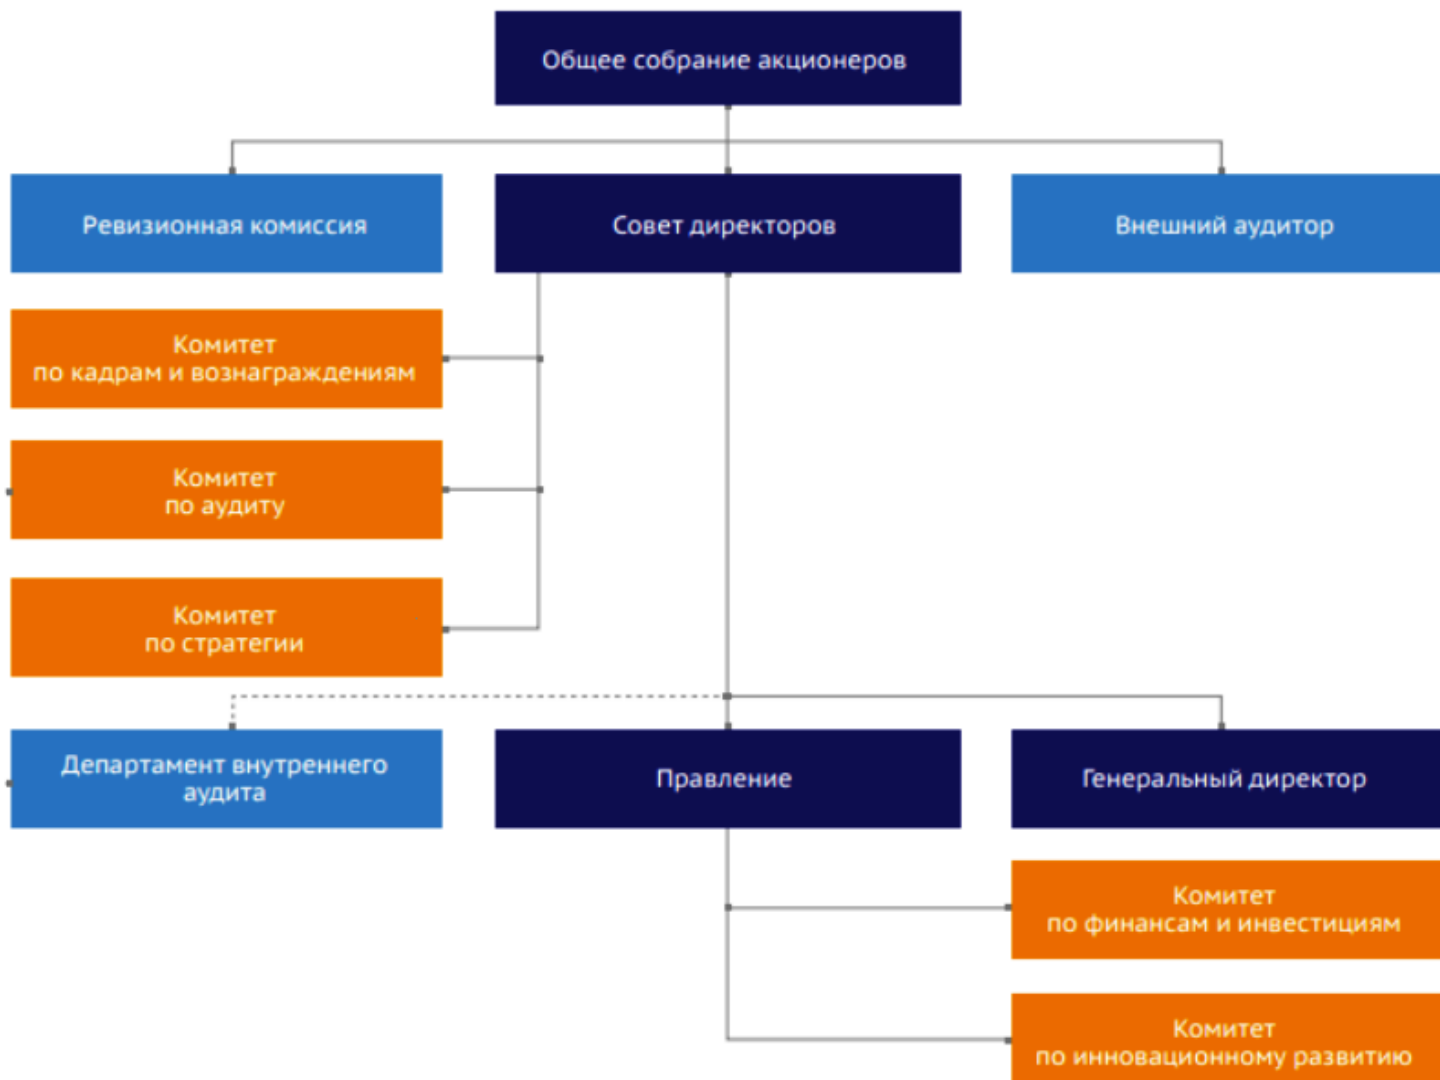 Общее собрание акционеров
Ревизионная комиссия
Совет директоров
Внешний аудитор
Комитет
по кадрам и вознаграждениям
Комитет
по аудиту
Комитет
по стратегии
Департамент внутреннего
аудита
Правление
Генеральный директор
Комитет
по финансам и инвестициям
Комитет
по инновационному развитию